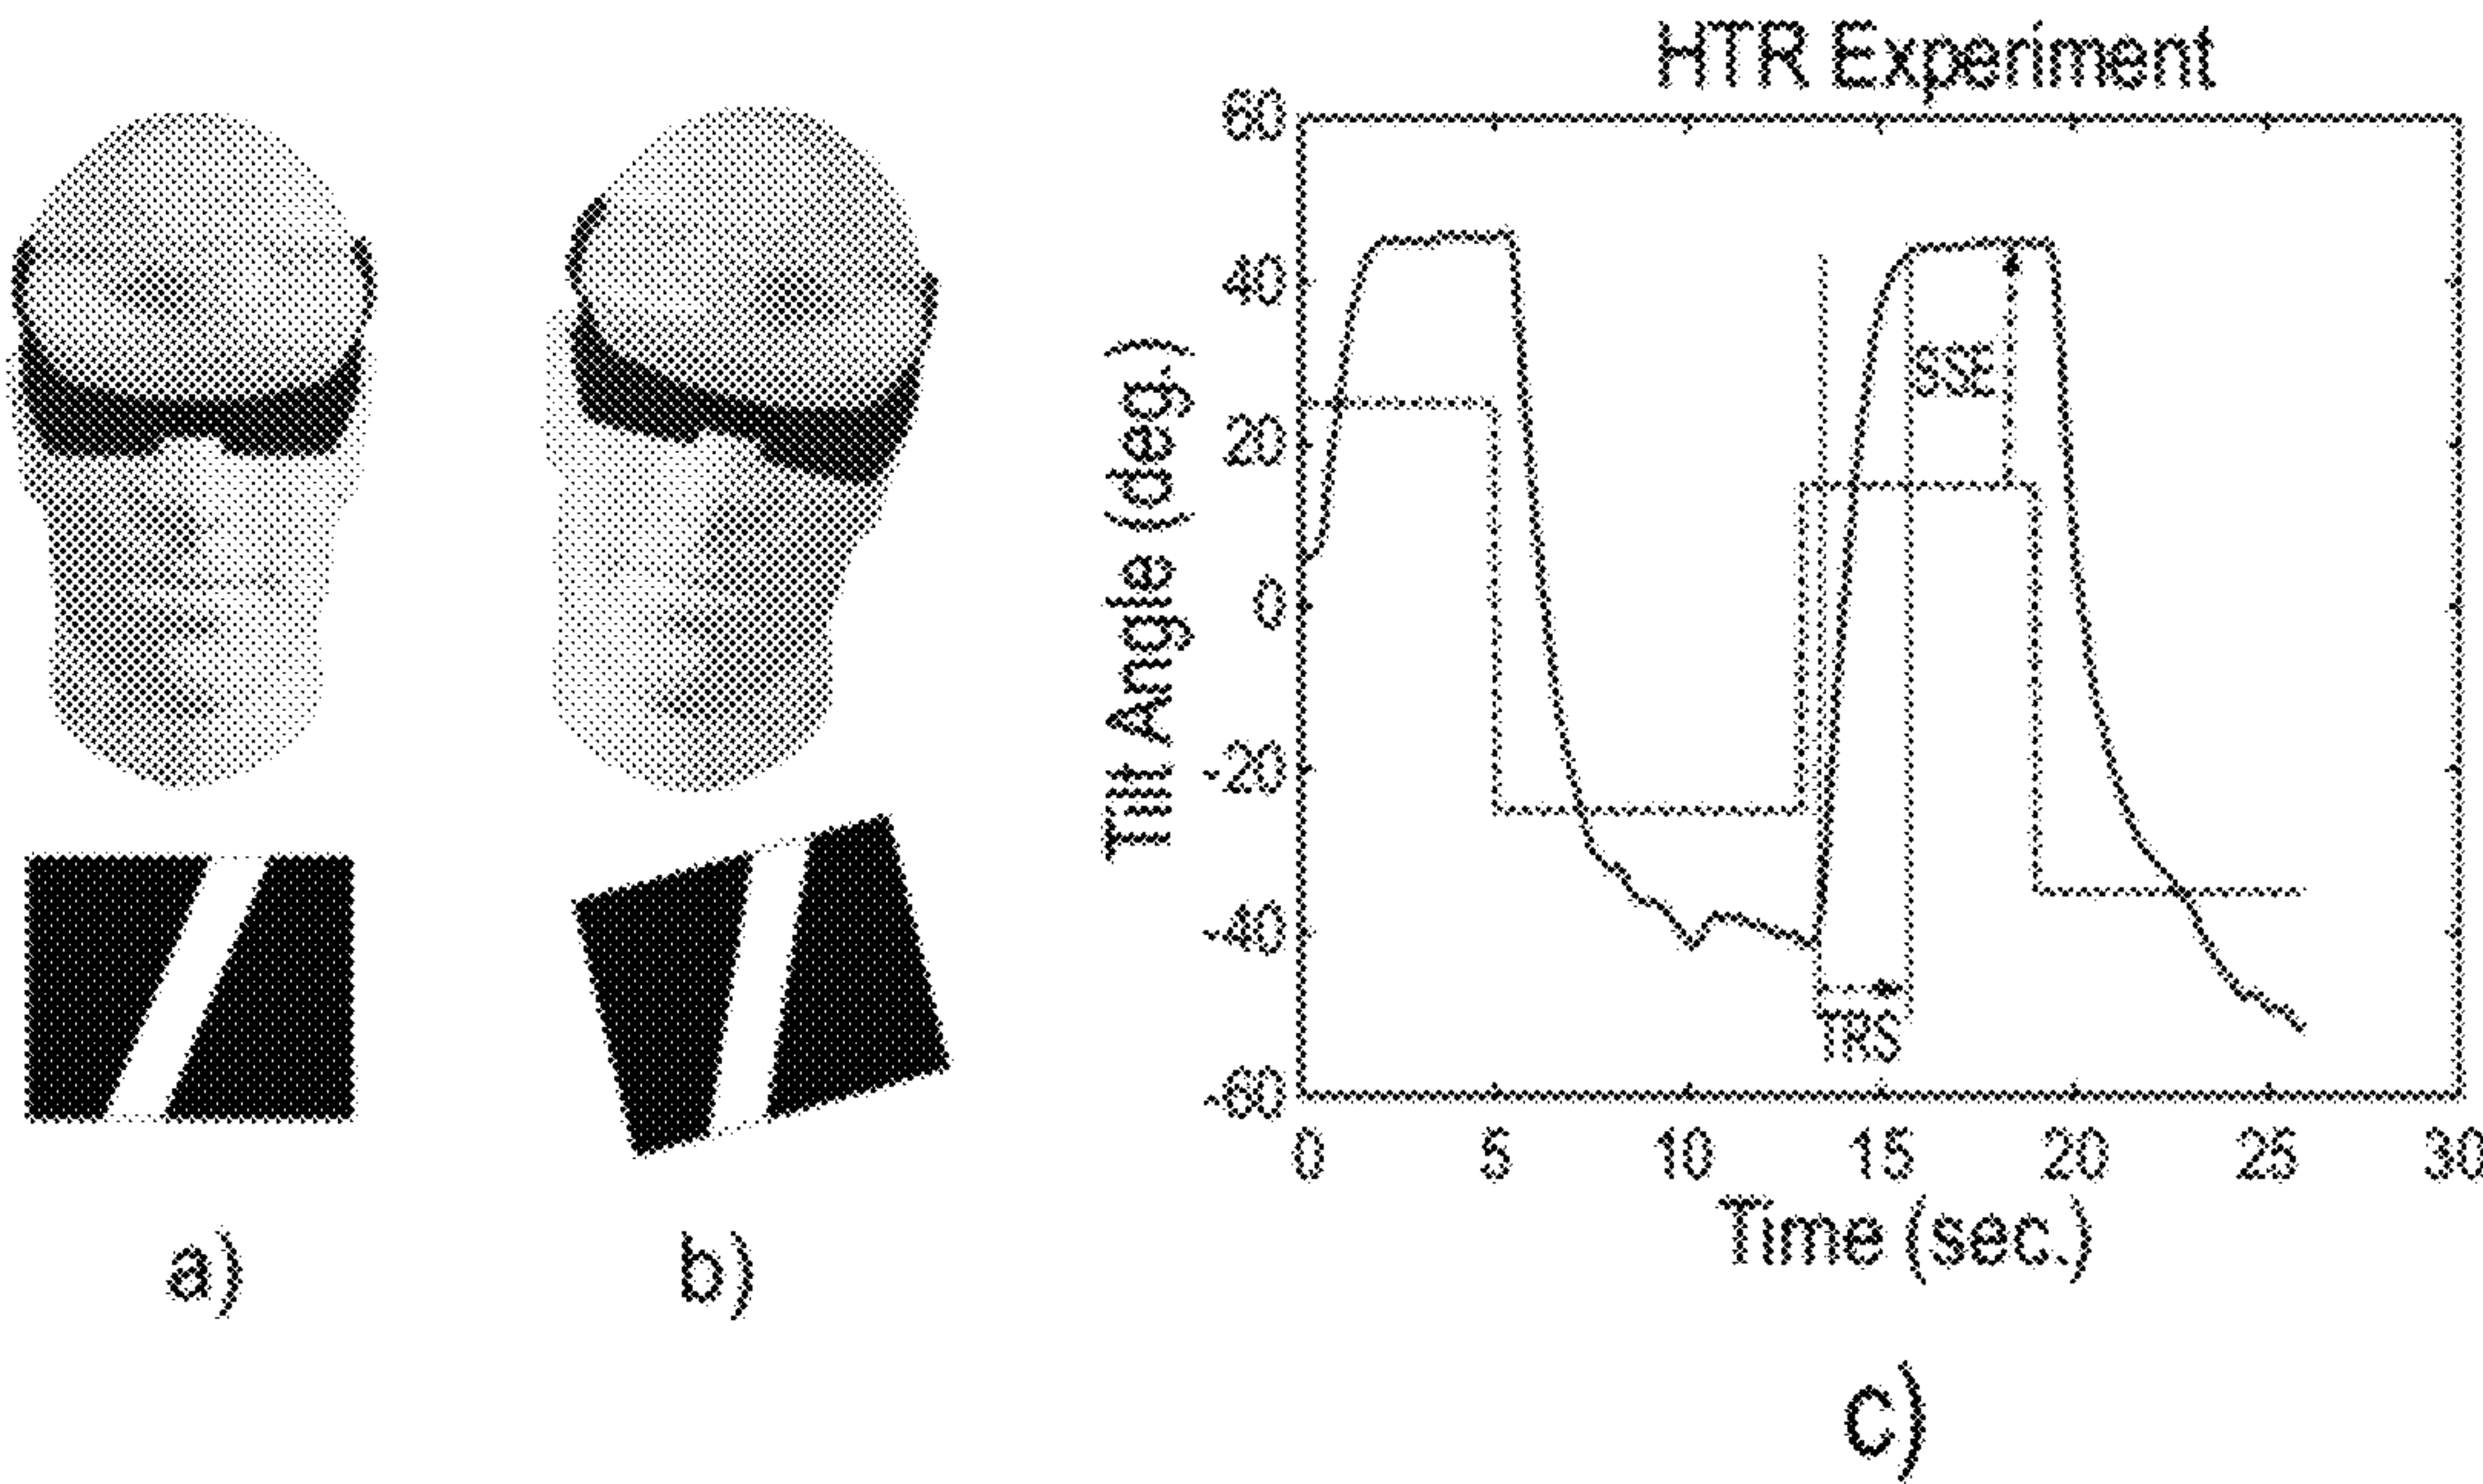 HTR Experiment
60
40
20
0
-20
-40
-60
Tilt Angle (deg.)
SSE
TRS
0 5 10 15 20 25 30
Time (sec.)
a)
b)
c)